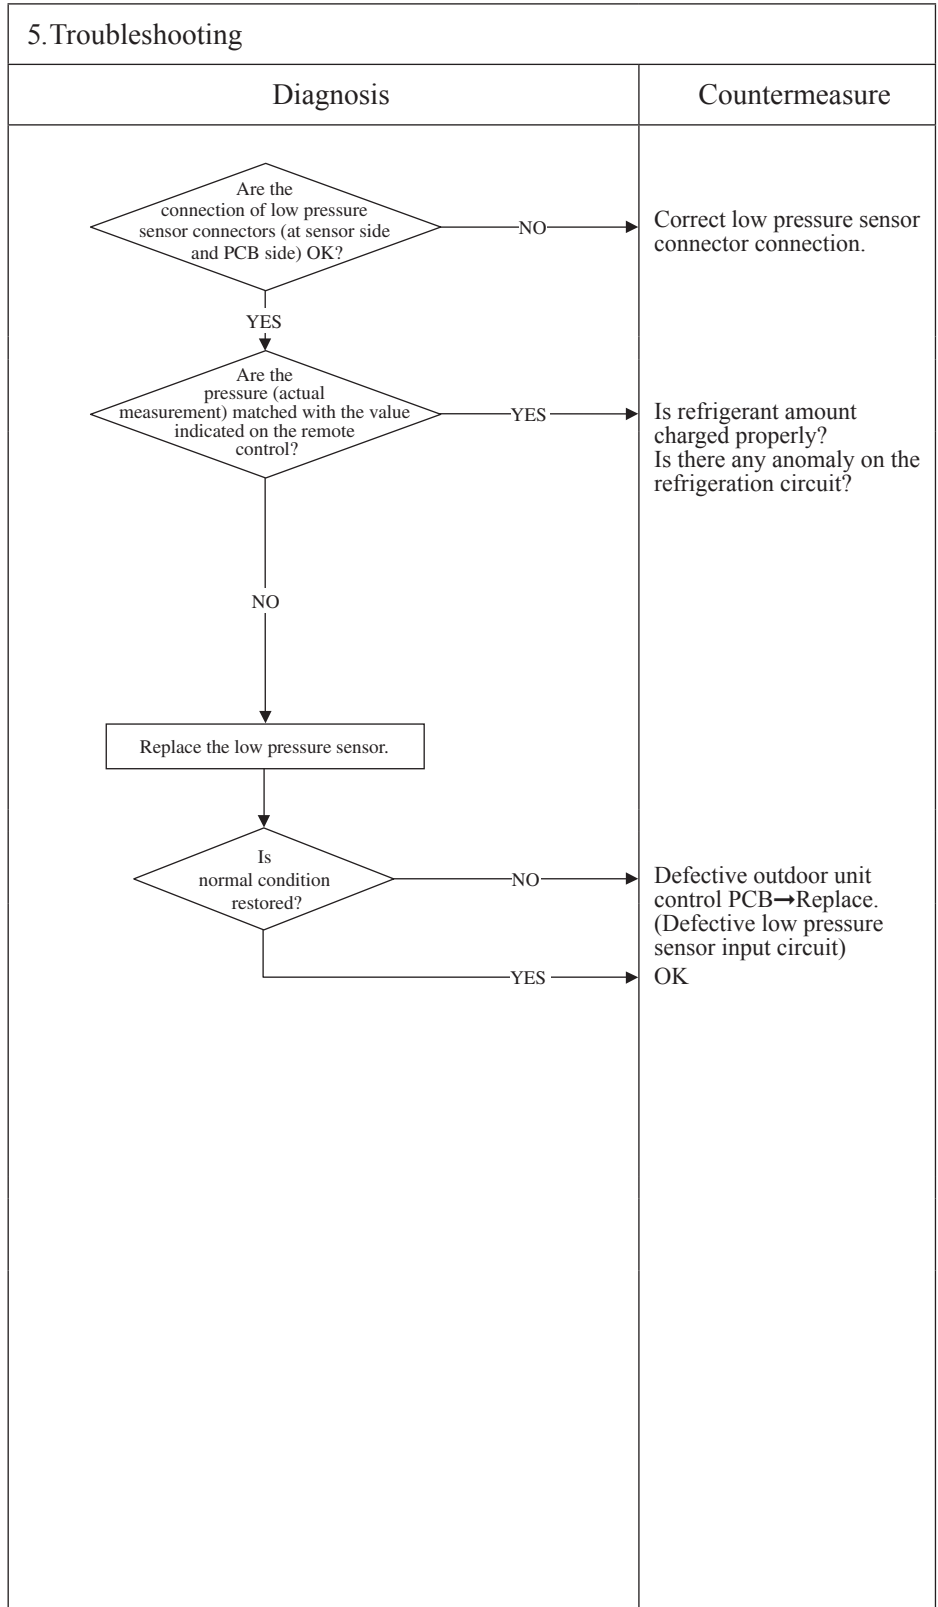 5.Troubleshooting
Diagnosis
Countermeasure
Are the
connection of low pressure
sensor connectors (at sensor side
and PCB side) OK?
NO
Correct low pressure sensor
connector connection.
YES
Are the
pressure (actual
measurement) matched with the value
indicated on the remote
control?
YES
Is refrigerant amount
charged properly?
Is there any anomaly on the
refrigeration circuit?
NO
Replace the low pressure sensor.
Is
normal condition
restored?
NO
Defective outdoor unit
control PCB→Replace.
(Defective low pressure
sensor input circuit)
YES
OK